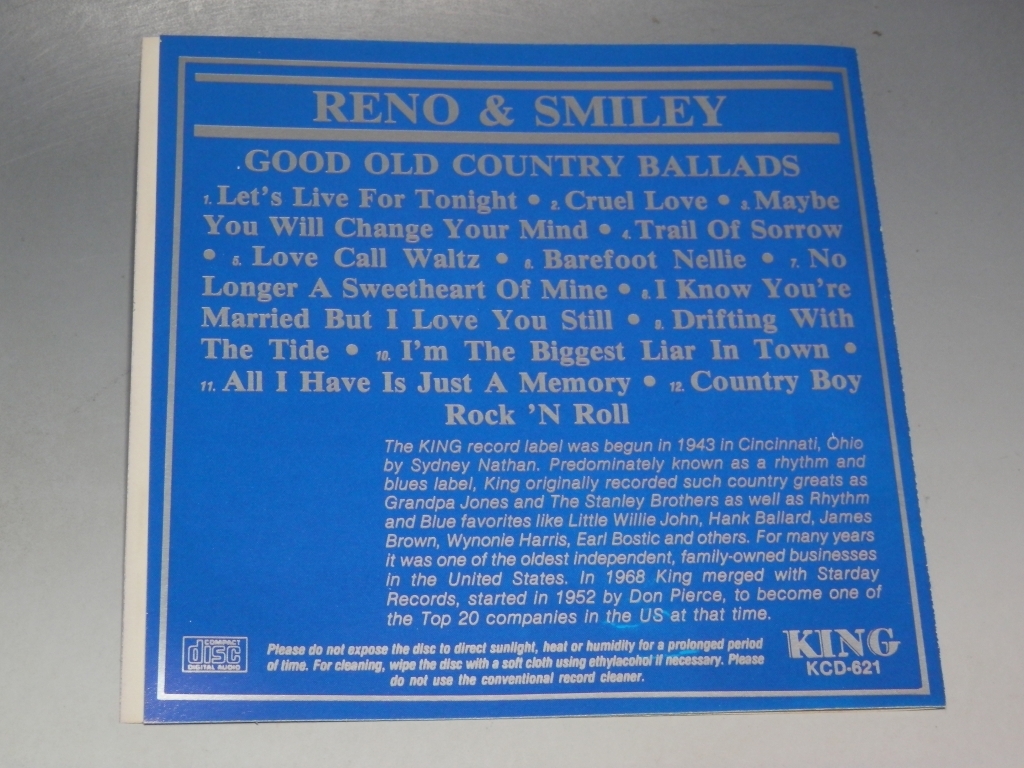 RENO & SMILEY
GOOD OLD COUNTRY BALLADS
1. Let's Live For Tonight • 2. Cruel Love • 3. Maybe
You Will Change Your Mind • 4. Trail Of Sorrow
• 5. Love Call Waltz • 6. Barefoot Nellie • 7. No
Longer A Sweetheart Of Mine • 8. I Know You're
Married But I Love You Still • 9. Drifting With
The Tide • 10. I'm The Biggest Liar In Town •
11. All I Have Is Just A Memory • 12. Country Boy
Rock 'N Roll
The KING record label was begun in 1943 in Cincinnati, Ohio
by Sydney Nathan. Predominately known as a rhythm and
blues label, King originally recorded such country greats as
Grandpa Jones and The Stanley Brothers as well as Rhythm
and Blue favorites like Little Willie John, Hank Ballard, James
Brown, Wynonie Harris, Earl Bostic and others. For many years
it was one of the oldest independent, family-owned businesses
in the United States. In 1968 King merged with Starday
Records, started in 1952 by Don Pierce, to become one of
the Top 20 companies in the US at that time.
COMPACT
disc
DIGITAL AUDIO
Please do not expose the disc to direct sunlight, heat or humidity for a prolonged period
of time. For cleaning, wipe the disc with a soft cloth using ethylacohol if necessary. Please
do not use the conventional record cleaner.
KING
KCD-621